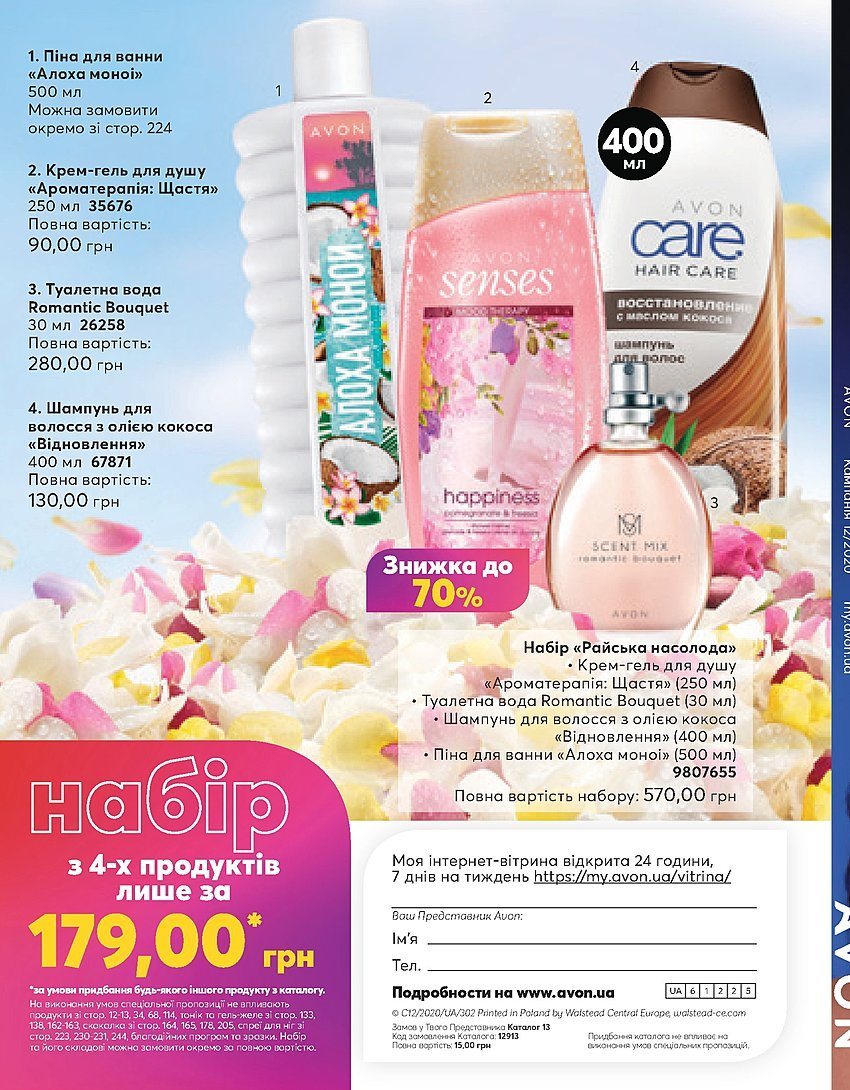 1. Піна для ванни
«Алоха моної»
500 мл
Можна замовити
окремо зі стор. 224
2. Крем-гель для душу
«Ароматерапія: Щастя»
250 мл 35676
Повна вартість:
90,00 грн
3. Туалетна вода
Romantic Bouquet
30 мл 26258
Повна вартість:
280,00 грн
4. Шампунь для
волосся з олією кокоса
«Відновлення»
400 мл 67871
Повна вартість:
130,00 грн
1
AVON
АЛОХА МОНОИ
2
AVON
senses
MOOD THERAPY
happiness
pomegranate & freesia
4
400
мл
AVON
care
HAIR CARE
восстановление
с маслом кокоса
шампунь
для волос
3
SCENT MIX
romantic bouquet
AVON
Знижка до
70%
Набір «Райська насолода»
• Крем-гель для душу
«Ароматерапія: Щастя» (250 мл)
• Туалетна вода Romantic Bouquet (30 мл)
• Шампунь для волосся з олією кокоса
«Відновлення» (400 мл)
• Піна для ванни «Алоха моної» (500 мл)
9807655
Повна вартість набору: 570,00 грн
набір
з 4-х продуктів
лише за
179,00* грн
*за умови придбання будь-якого іншого продукту з каталогу.
На виконання умов спеціальної пропозиції не впливають
продукти зі стор. 12-13, 34, 68, 114, тонік та гель-желе зі стор. 133,
138, 162-163, скакалка зі стор. 164, 165, 178, 205, спреї для ніг зі
стор. 223, 230-231, 244, благодійних програм та зразки. Набір
та його складові можна замовити окремо за повною вартістю.
Моя інтернет-вітрина відкрита 24 години,
7 днів на тиждень https://my.avon.ua/vitrina/
Ваш Представник Avon:
Ім'я
Тел.
Подробности на www.avon.ua
UA 6 1 2 2 5
© C12/2020/UA/302 Printed in Poland by Walstead Central Europe, walstead-ce.com
Замов у Твого Представника Каталог 13
Код замовлення Каталога: 12913
Повна вартість: 15,00 грн
Придбання каталога не впливає на
виконання умов спеціальних пропозицій.
AVON Кампанія 12/2020 my.avon.ua
AVON